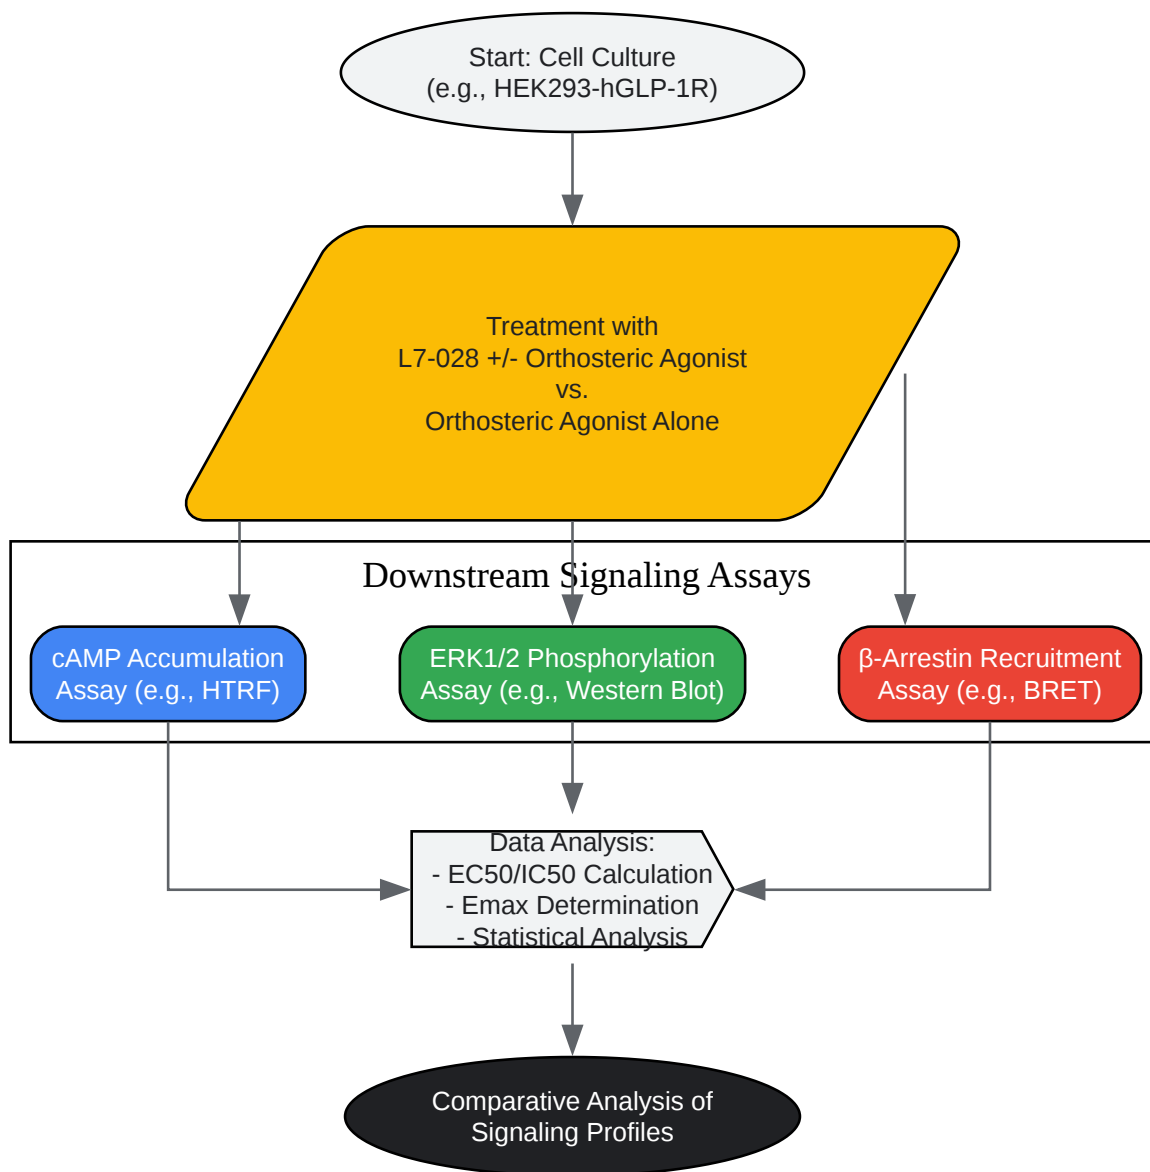 Start: Cell Culture
(e.g., HEK293-hGLP-1R)
Treatment with
L7-028 +/- Orthosteric Agonist
vs.
Orthosteric Agonist Alone
Downstream Signaling Assays
cAMP Accumulation
Assay (e.g., HTRF)
ERK1/2 Phosphorylation
Assay (e.g., Western Blot)
β-Arrestin Recruitment
Assay (e.g., BRET)
Data Analysis:
- EC50/IC50 Calculation
- Emax Determination
- Statistical Analysis
Comparative Analysis of
Signaling Profiles